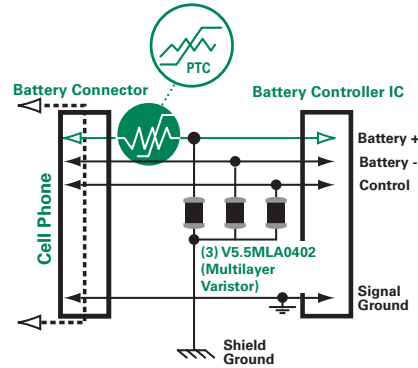 PTC
Battery Connector
Battery Controller IC
Battery +
Battery -
Control
Cell Phone
(3) V5.5MLA0402
(Multilayer
Varistor)
Signal
Ground
Shield
Ground